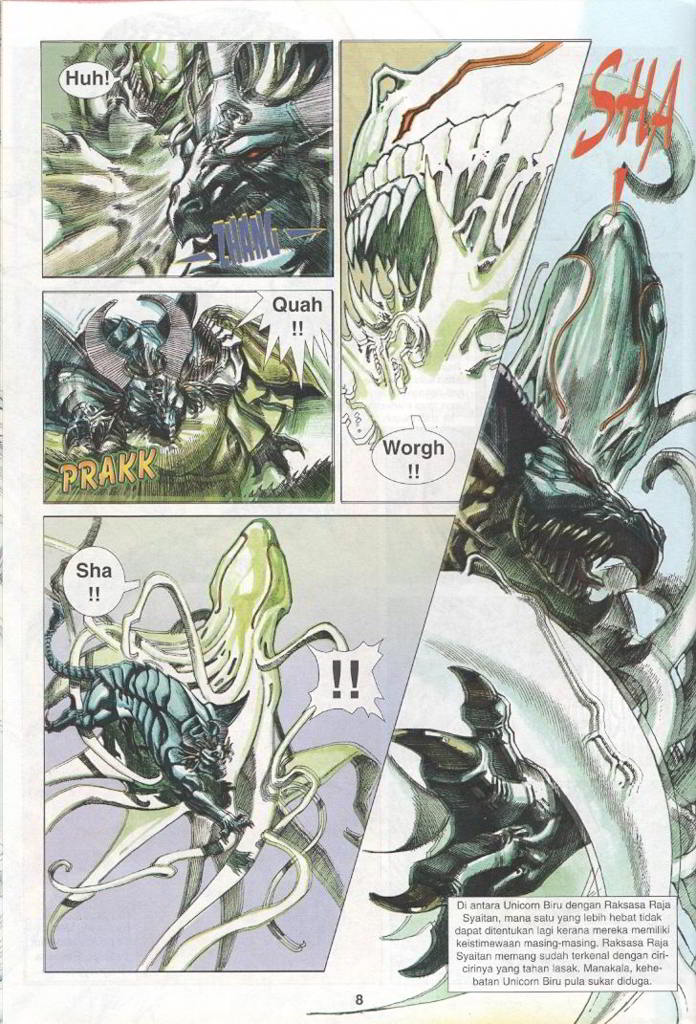 Huh!
ZHANG
Quah
!!
PRAKK
Worgh
!!
SHA
!
Sha
!!
!!
Di antara Unicorn Biru dengan Raksasa Raja
Syaitan, mana satu yang lebih hebat tidak
dapat ditentukan lagi kerana mereka memiliki
keistimewaan masing-masing. Raksasa Raja
Syaitan memang sudah terkenal dengan ciri-
cirinya yang tahan lasak. Manakala, kehe-
batan Unicorn Biru pula sukar diduga.
8